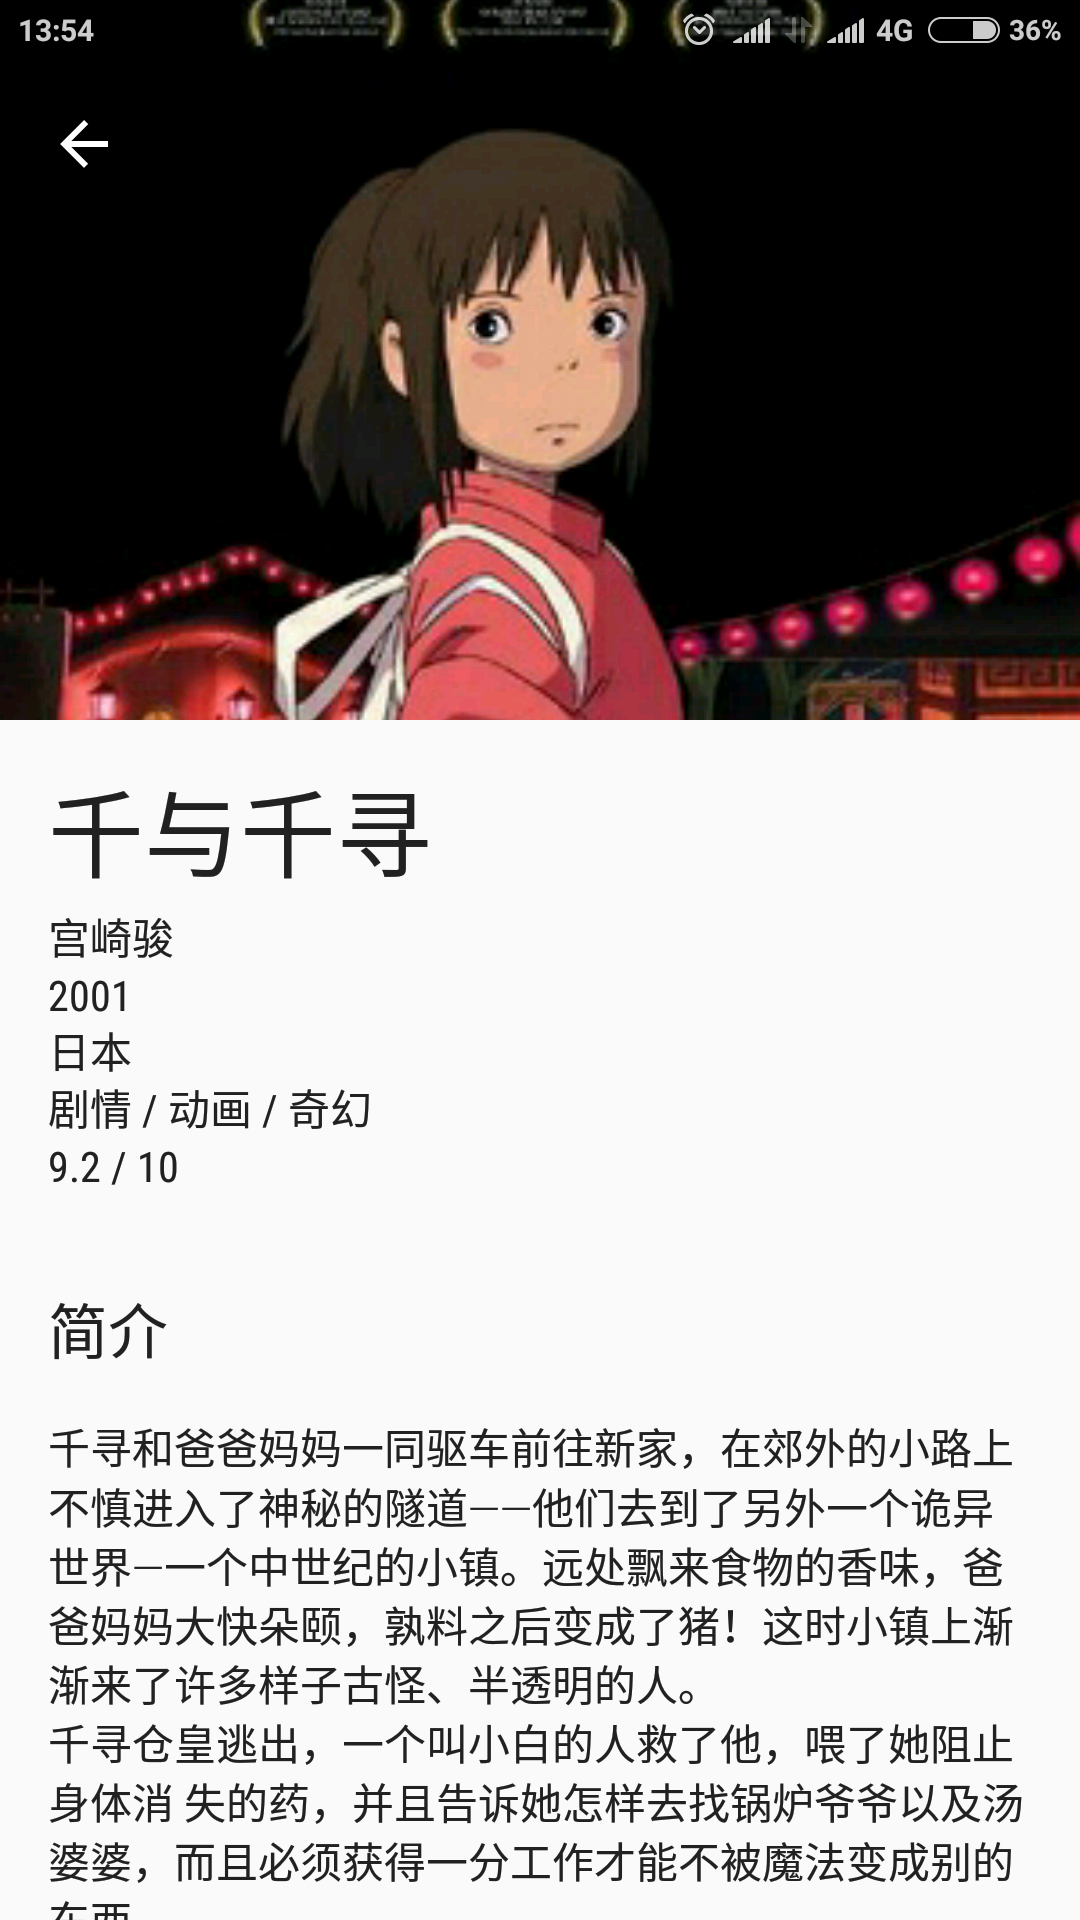 13:54
4G
36%
千与千寻
宫崎骏
2001
日本
剧情 / 动画 / 奇幻
9.2 / 10
简介
千寻和爸爸妈妈一同驱车前往新家，在郊外的小路上
不慎进入了神秘的隧道——他们去到了另外一个诡异
世界—一个中世纪的小镇。远处飘来食物的香味，爸
爸妈妈大快朵颐，孰料之后变成了猪！这时小镇上渐
渐来了许多样子古怪、半透明的人。
千寻仓皇逃出，一个叫小白的人救了他，喂了她阻止
身体消 失的药，并且告诉她怎样去找锅炉爷爷以及汤
婆婆，而且必须获得一分工作才能不被魔法变成别的